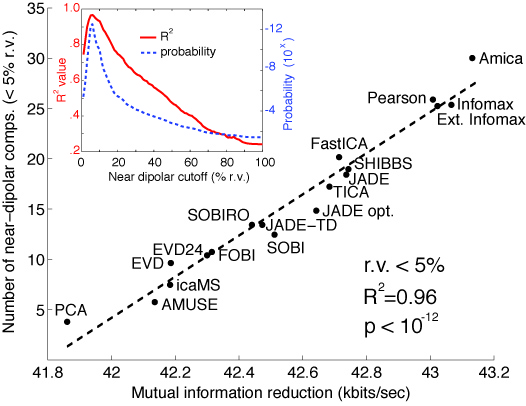 Number of near-dipolar comps. (< 5% r.v.)
35
30
25
20
15
10
5
41.8
42
42.2
42.4
42.6
42.8
43
43.2
Mutual information reduction (kbits/sec)
R² value
1.0
.8
.6
.4
.2
0
20
40
60
80
100
Near dipolar cutoff (% r.v.)
-12
-8
-4
Probability (10ˣ)
R²
probability
Amica
Pearson
Infomax
Ext. Infomax
FastICA
SHIBBS
JADE
TICA
JADE opt.
SOBIRO
JADE-TD
SOBI
EVD24
FOBI
EVD
icaMS
AMUSE
PCA
r.v. < 5%
R²=0.96
p < 10⁻¹²